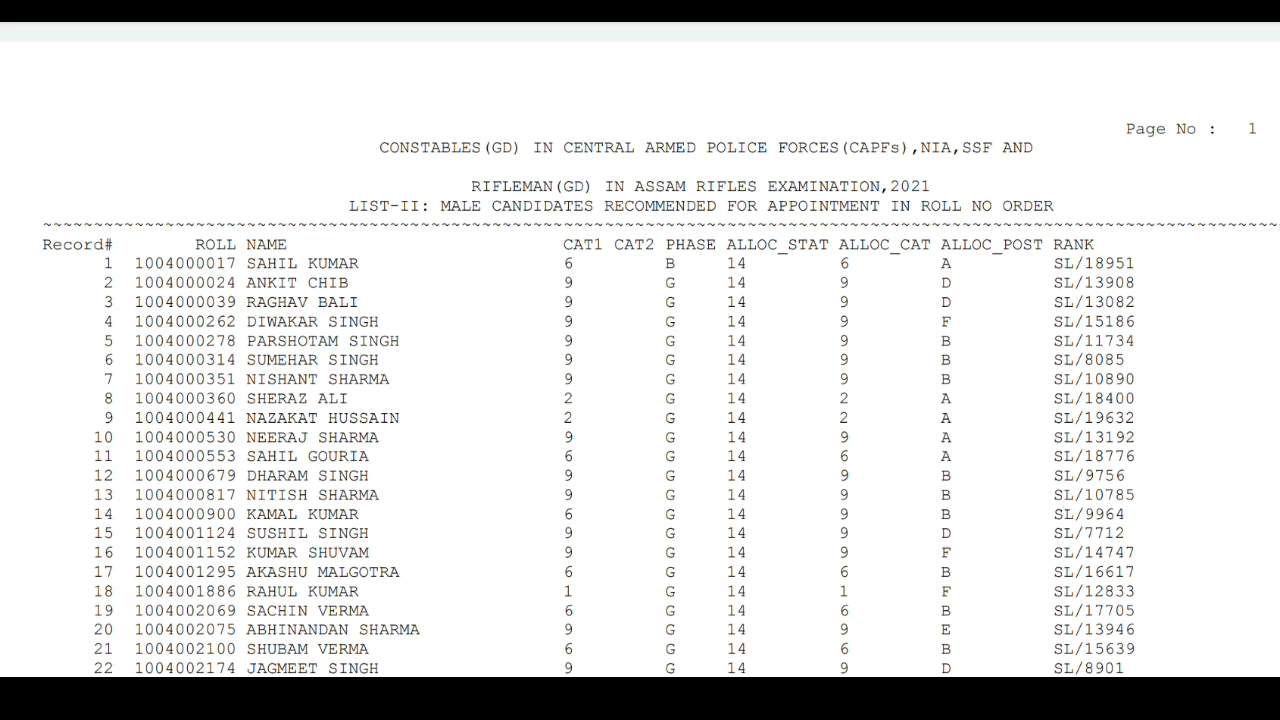 Page No : 1
CONSTABLES(GD) IN CENTRAL ARMED POLICE FORCES(CAPFs),NIA,SSF AND
RIFLEMAN(GD) IN ASSAM RIFLES EXAMINATION,2021
LIST-II: MALE CANDIDATES RECOMMENDED FOR APPOINTMENT IN ROLL NO ORDER
Record# ROLL NAME CAT1 CAT2 PHASE ALLOC_STAT ALLOC_CAT ALLOC_POST RANK
1 1004000017 SAHIL KUMAR 6 B 14 6 A SL/18951
2 1004000024 ANKIT CHIB 9 G 14 9 D SL/13908
3 1004000039 RAGHAV BALI 9 G 14 9 D SL/13082
4 1004000262 DIWAKAR SINGH 9 G 14 9 F SL/15186
5 1004000278 PARSHOTAM SINGH 9 G 14 9 B SL/11734
6 1004000314 SUMEHAR SINGH 9 G 14 9 B SL/8085
7 1004000351 NISHANT SHARMA 9 G 14 9 B SL/10890
8 1004000360 SHERAZ ALI 2 G 14 2 A SL/18400
9 1004000441 NAZAKAT HUSSAIN 2 G 14 2 A SL/19632
10 1004000530 NEERAJ SHARMA 9 G 14 9 A SL/13192
11 1004000553 SAHIL GOURIA 6 G 14 6 A SL/18776
12 1004000679 DHARAM SINGH 9 G 14 9 B SL/9756
13 1004000817 NITISH SHARMA 9 G 14 9 B SL/10785
14 1004000900 KAMAL KUMAR 6 G 14 6 B SL/9964
15 1004001124 SUSHIL SINGH 9 G 14 9 D SL/7712
16 1004001152 KUMAR SHUVAM 9 G 14 9 F SL/14747
17 1004001295 AKASHU MALGOTRA 6 G 14 6 B SL/16617
18 1004001886 RAHUL KUMAR 1 G 14 1 F SL/12833
19 1004002069 SACHIN VERMA 6 G 14 6 B SL/17705
20 1004002075 ABHINANDAN SHARMA 9 G 14 9 E SL/13946
21 1004002100 SHUBAM VERMA 6 G 14 6 B SL/15639
22 1004002174 JAGMEET SINGH 9 G 14 9 D SL/8901